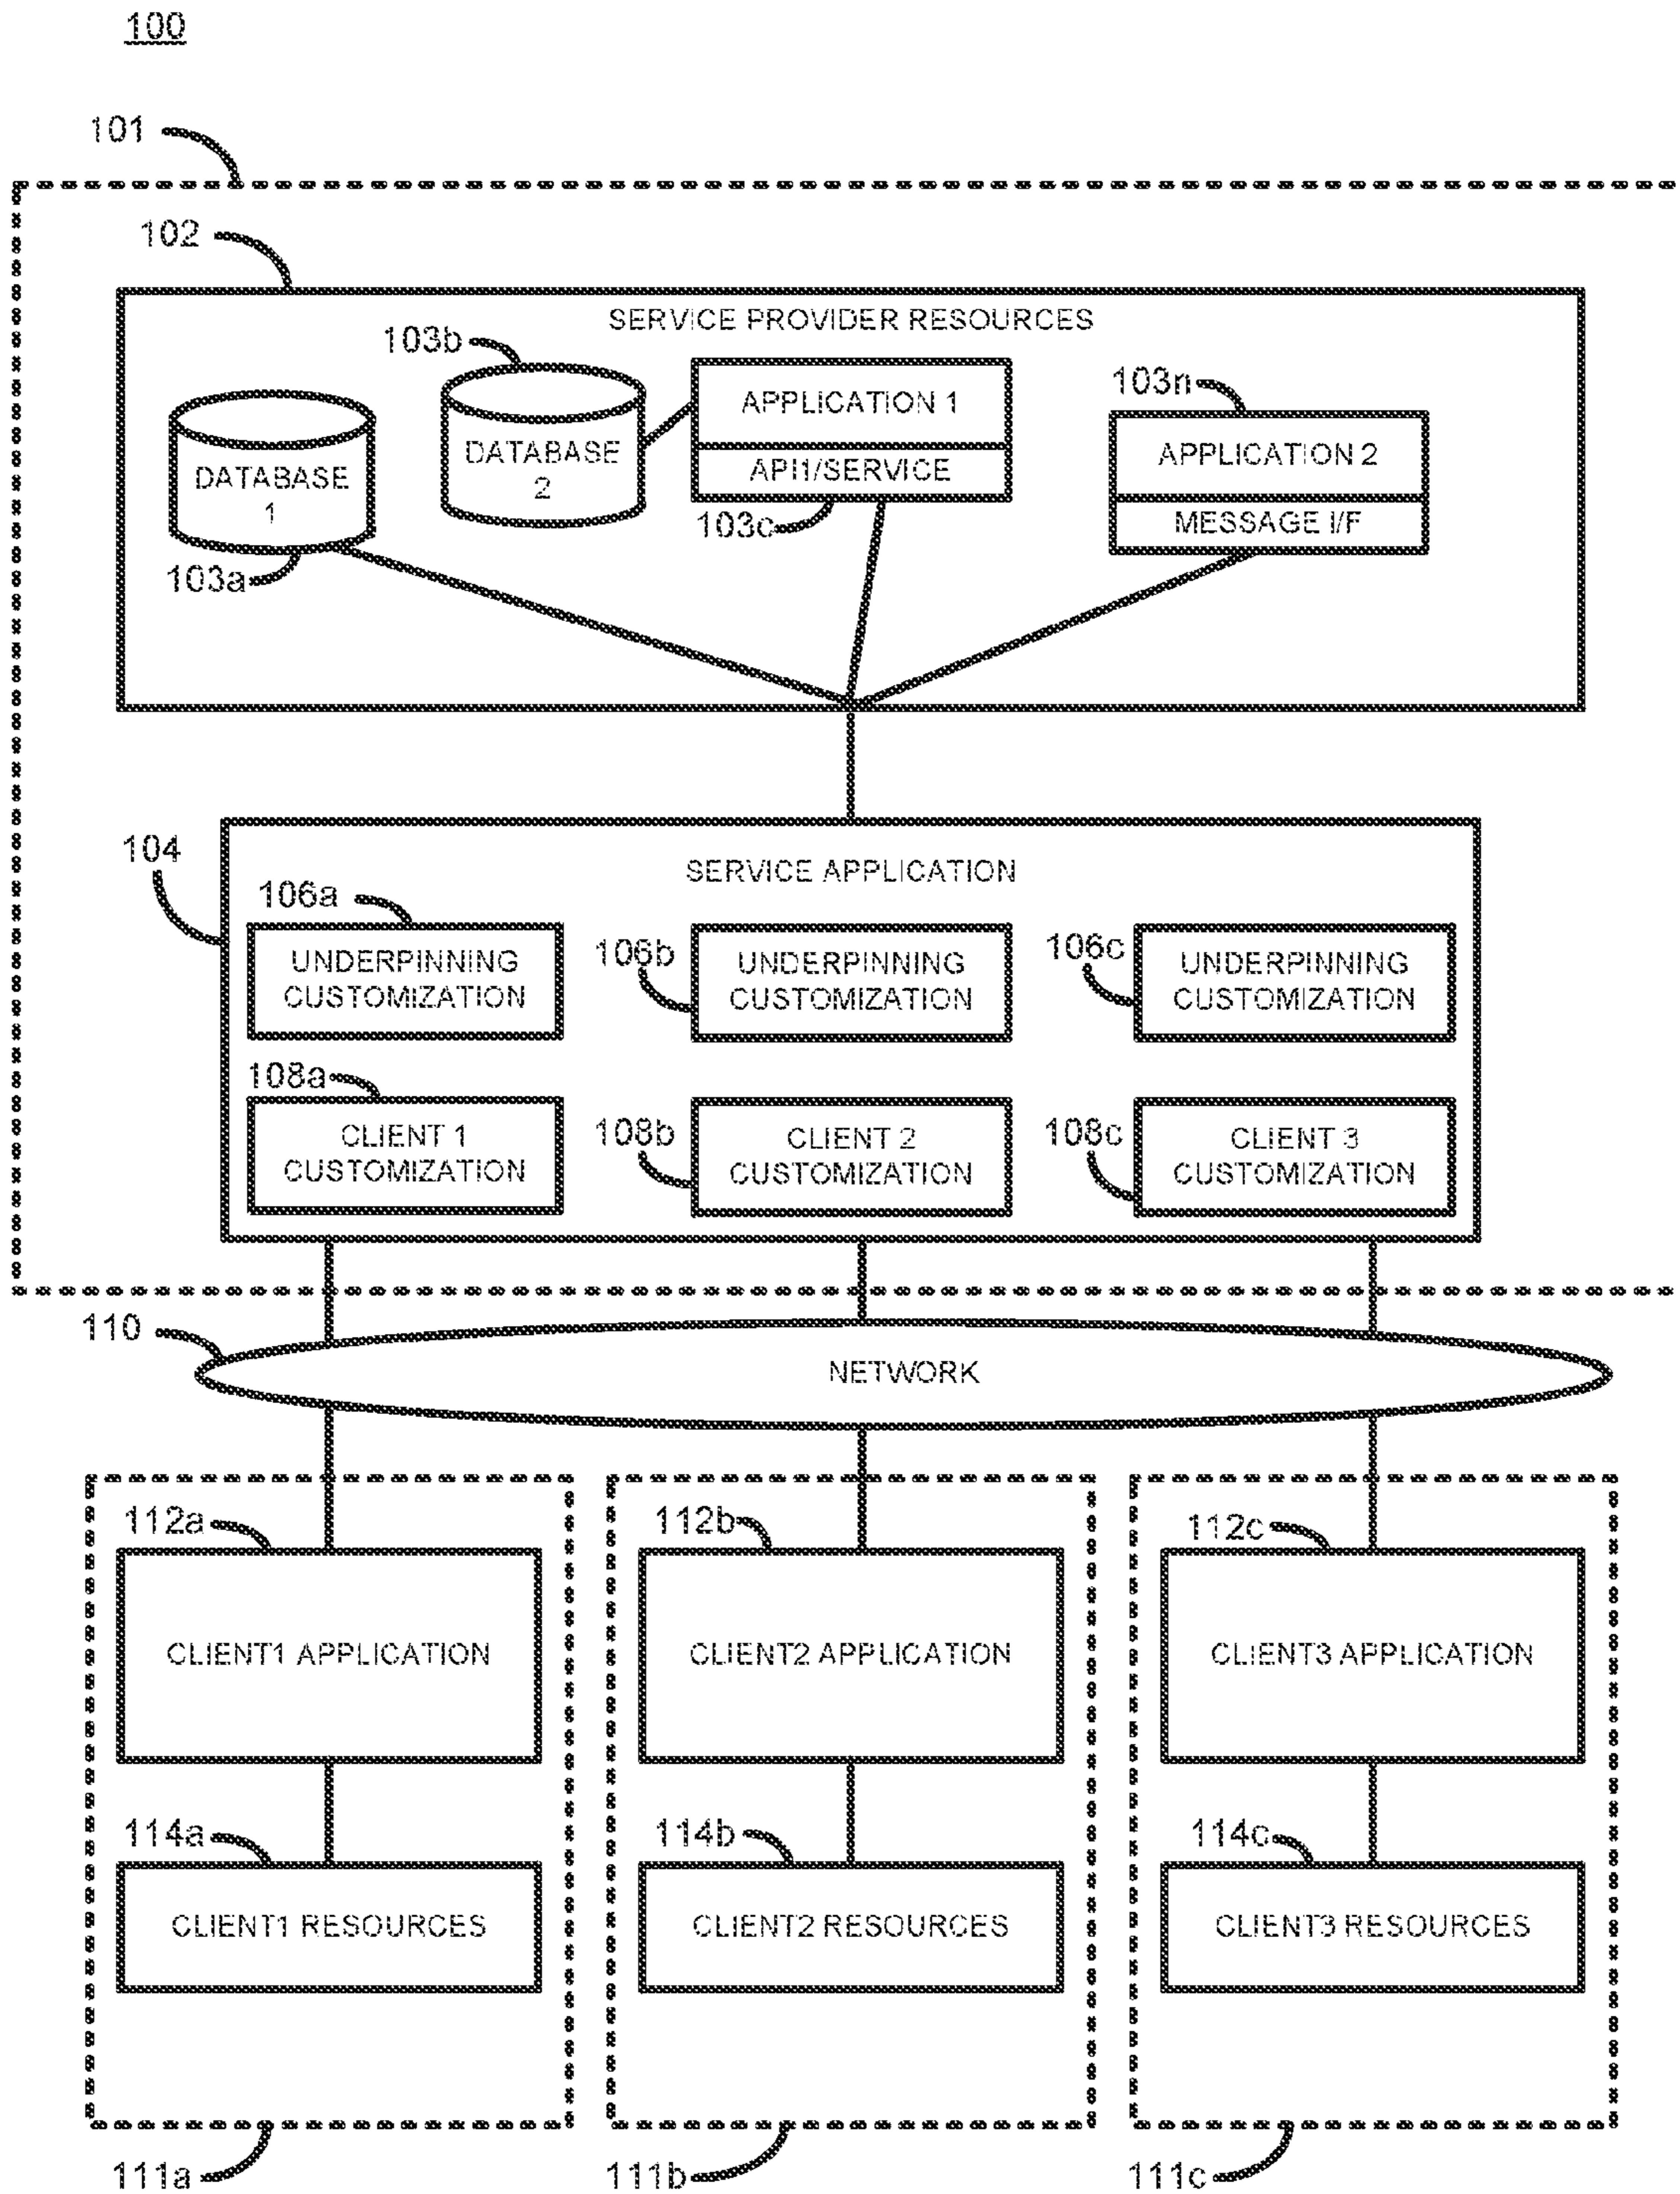 100
101
102
SERVICE PROVIDER RESOURCES
103b
103n
APPLICATION 1
DATABASE
2
API1/SERVICE
APPLICATION 2
DATABASE
1
103c
MESSAGE I/F
103a
104
SERVICE APPLICATION
106a
106b
106c
UNDERPINNING
CUSTOMIZATION
UNDERPINNING
CUSTOMIZATION
UNDERPINNING
CUSTOMIZATION
108a
108b
108c
CLIENT 1
CUSTOMIZATION
CLIENT 2
CUSTOMIZATION
CLIENT 3
CUSTOMIZATION
110
NETWORK
112a
112b
112c
CLIENT1 APPLICATION
CLIENT2 APPLICATION
CLIENT3 APPLICATION
114a
114b
114c
CLIENT1 RESOURCES
CLIENT2 RESOURCES
CLIENT3 RESOURCES
111a
111b
111c